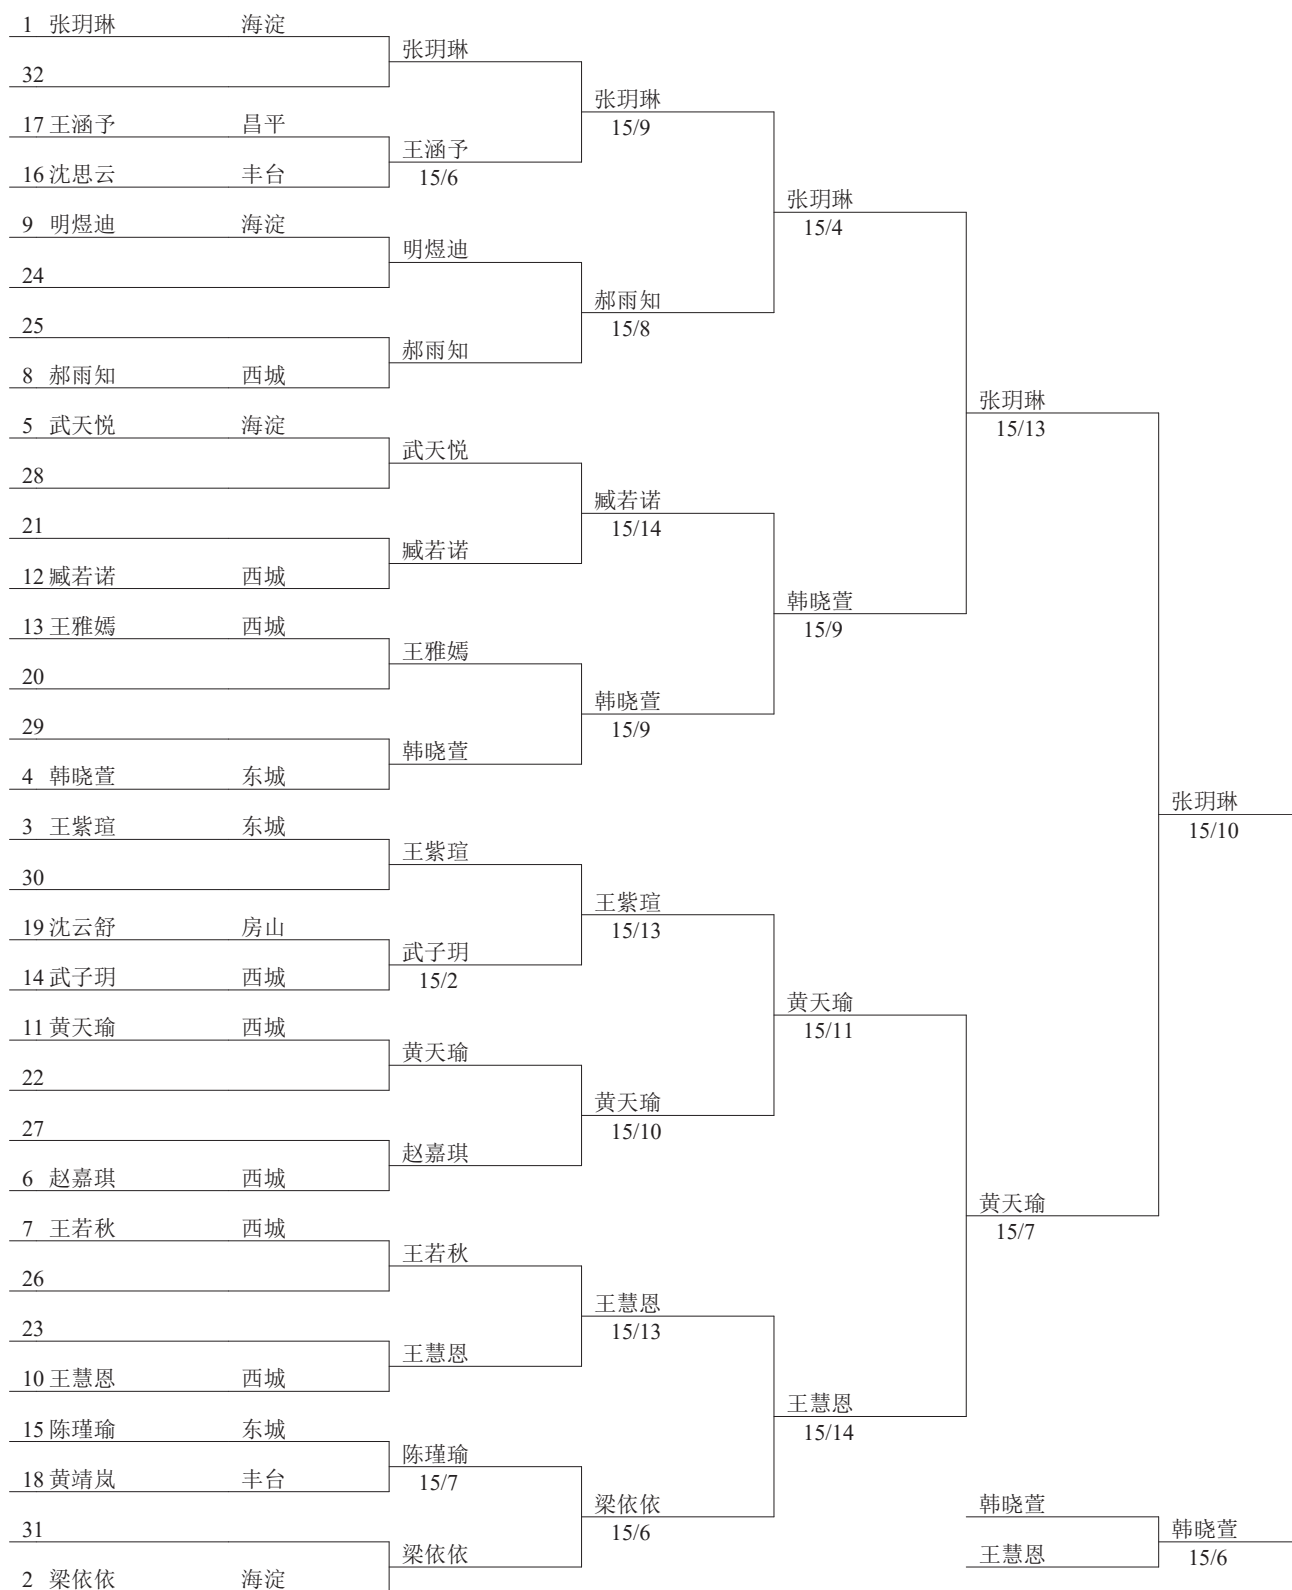 1 张玥琳 海淀
张玥琳
32
张玥琳
15/9
17 王涵予 昌平
王涵予
15/6
16 沈思云 丰台
张玥琳
15/4
9 明煜迪 海淀
明煜迪
24
郝雨知
15/8
25
郝雨知
8 郝雨知 西城
张玥琳
15/13
5 武天悦 海淀
武天悦
28
臧若诺
15/14
21
臧若诺
12 臧若诺 西城
韩晓萱
15/9
13 王雅嫣 西城
王雅嫣
20
韩晓萱
15/9
29
韩晓萱
4 韩晓萱 东城
张玥琳
15/10
3 王紫瑄 东城
王紫瑄
30
王紫瑄
15/13
19 沈云舒 房山
武子玥
15/2
14 武子玥 西城
黄天瑜
15/11
11 黄天瑜 西城
黄天瑜
22
黄天瑜
15/10
27
赵嘉琪
6 赵嘉琪 西城
黄天瑜
15/7
7 王若秋 西城
王若秋
26
王慧恩
15/13
23
王慧恩
10 王慧恩 西城
王慧恩
15/14
15 陈瑾瑜 东城
陈瑾瑜
15/7
18 黄靖岚 丰台
梁依依
15/6
31
梁依依
2 梁依依 海淀
韩晓萱
韩晓萱
15/6
王慧恩